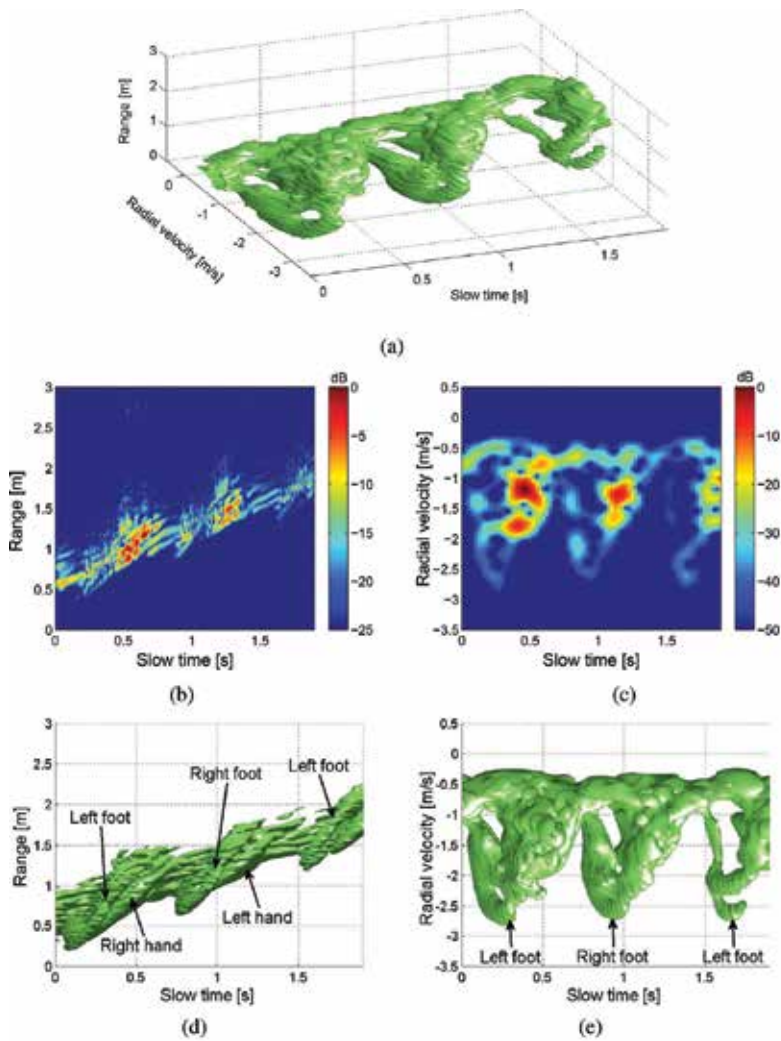 3
2
1
0
Range [m]
0
-1
-2
-3
Radial velocity [m/s]
0
0.5
1
1.5
Slow time [s]
(a)
dB
3
2.5
2
1.5
1
0.5
0
Range [m]
0
0.5
1
1.5
Slow time [s]
0
-5
-10
-15
-20
-25
(b)
dB
0.5
0
-0.5
-1
-1.5
-2
-2.5
-3
-3.5
Radial velocity [m/s]
0
0.5
1
1.5
Slow time [s]
0
-10
-20
-30
-40
-50
(c)
3
2.5
2
1.5
1
0.5
0
Range [m]
Left foot
Right foot
Left foot
Right hand
Left hand
0
0.5
1
1.5
Slow time [s]
(d)
0.5
0
-0.5
-1
-1.5
-2
-2.5
-3
-3.5
Radial velocity [m/s]
Left foot
Right foot
Left foot
0
0.5
1
1.5
Slow time [s]
(e)